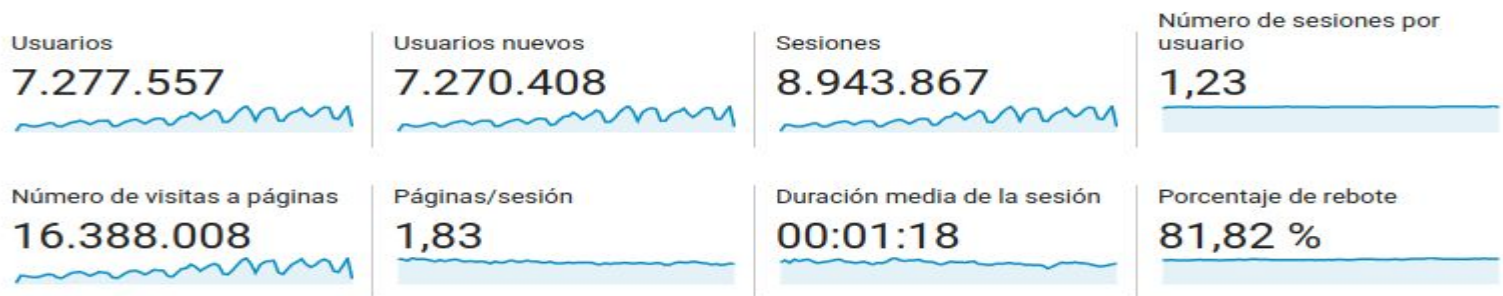 Usuarios
7.277.557
Usuarios nuevos
7.270.408
Sesiones
8.943.867
Número de sesiones por
usuario
1,23
Número de visitas a páginas
16.388.008
Páginas/sesión
1,83
Duración media de la sesión
00:01:18
Porcentaje de rebote
81,82 %